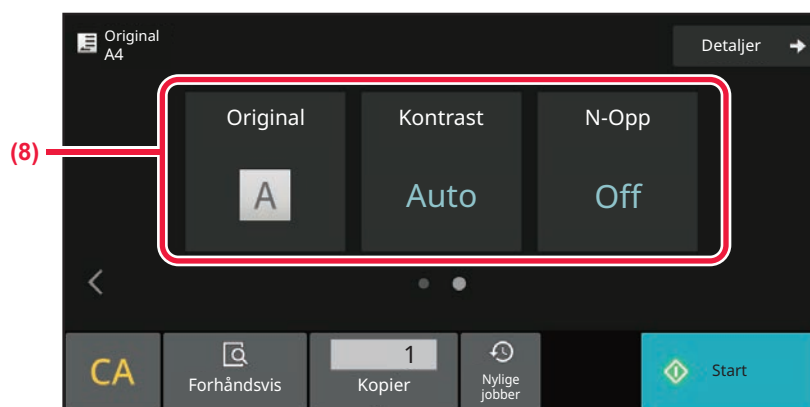 Original
A4
Detaljer
(8)
Original
Kontrast
N-Opp
A
Auto
Off
CA
Forhåndsvis
1
Kopier
Nylige
jobber
Start